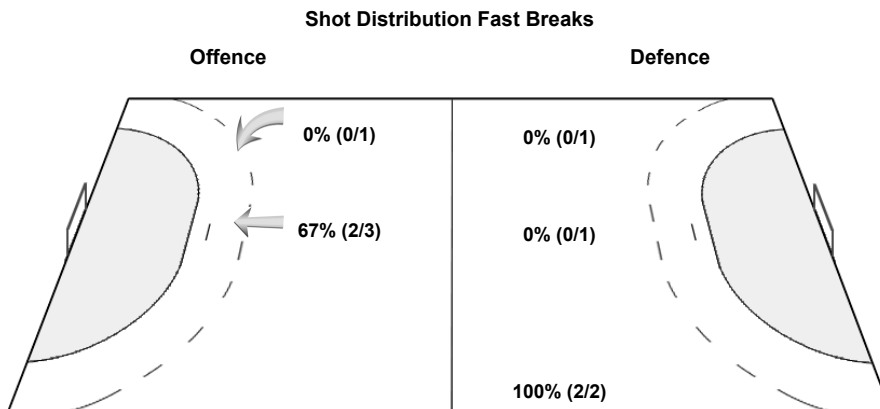 Shot Distribution Fast Breaks
Offence Defence
0% (0/1) 0% (0/1)
67% (2/3) 0% (0/1)
100% (2/2)